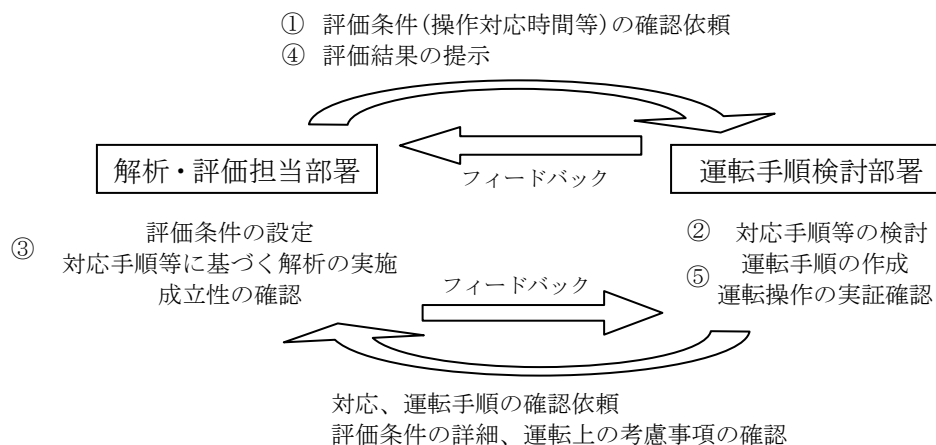 ① 評価条件(操作対応時間等)の確認依頼
④ 評価結果の提示
解析・評価担当部署
フィードバック
運転手順検討部署
③
評価条件の設定
対応手順等に基づく解析の実施
成立性の確認
② 対応手順等の検討
⑤
運転手順の作成
運転操作の実証確認
フィードバック
対応、運転手順の確認依頼
評価条件の詳細、運転上の考慮事項の確認